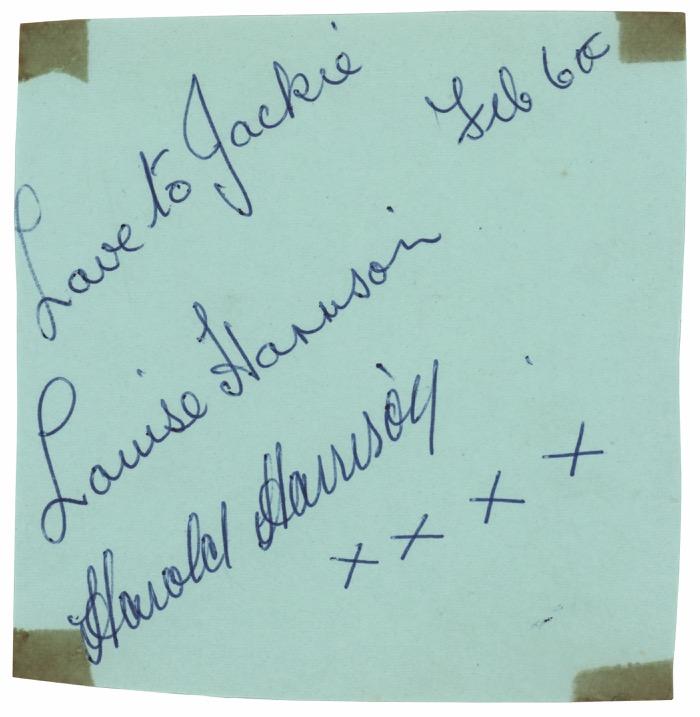 Love to Jackie
Feb 60
Louise Harrison
Harold Harrison
x x x x